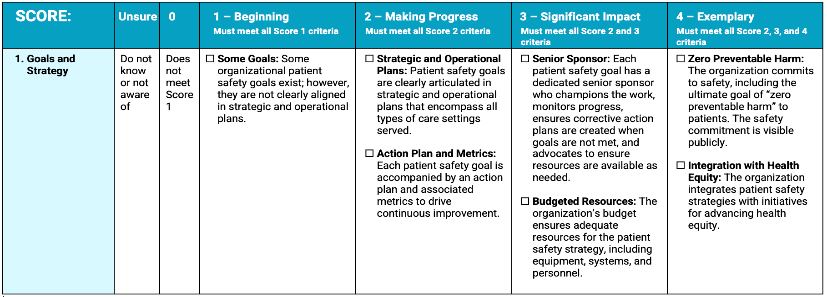 SCORE:
Unsure
0
1 – Beginning
Must meet all Score 1 criteria
2 – Making Progress
Must meet all Score 2 criteria
3 – Significant Impact
Must meet all Score 2 and 3
criteria
4 – Exemplary
Must meet all Score 2, 3, and 4
criteria
1. Goals and
Strategy
Do not
know
or not
aware
of
Does
not
meet
Score
1
☐ Some Goals: Some
organizational patient
safety goals exist; however,
they are not clearly aligned
in strategic and operational
plans.
☐ Strategic and Operational
Plans: Patient safety goals
are clearly articulated in
strategic and operational
plans that encompass all
types of care settings
served.
☐ Action Plan and Metrics:
Each patient safety goal is
accompanied by an action
plan and associated
metrics to drive
continuous improvement.
☐ Senior Sponsor: Each
patient safety goal has a
dedicated senior sponsor
who champions the work,
monitors progress,
ensures corrective action
plans are created when
goals are not met, and
advocates to ensure
resources are available as
needed.
☐ Budgeted Resources: The
organization's budget
ensures adequate
resources for the patient
safety strategy, including
equipment, systems, and
personnel.
☐ Zero Preventable Harm:
The organization commits
to safety, including the
ultimate goal of "zero
preventable harm" to
patients. The safety
commitment is visible
publicly.
☐ Integration with Health
Equity: The organization
integrates patient safety
strategies with initiatives
for advancing health
equity.